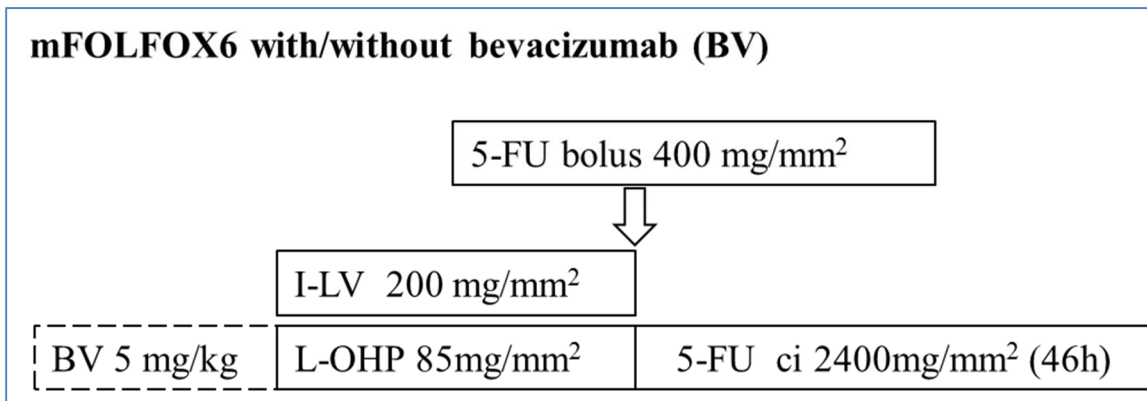 mFOLFOX6 with/without bevacizumab (BV)
5-FU bolus 400 mg/mm²
I-LV 200 mg/mm²
BV 5 mg/kg
L-OHP 85mg/mm²
5-FU ci 2400mg/mm² (46h)